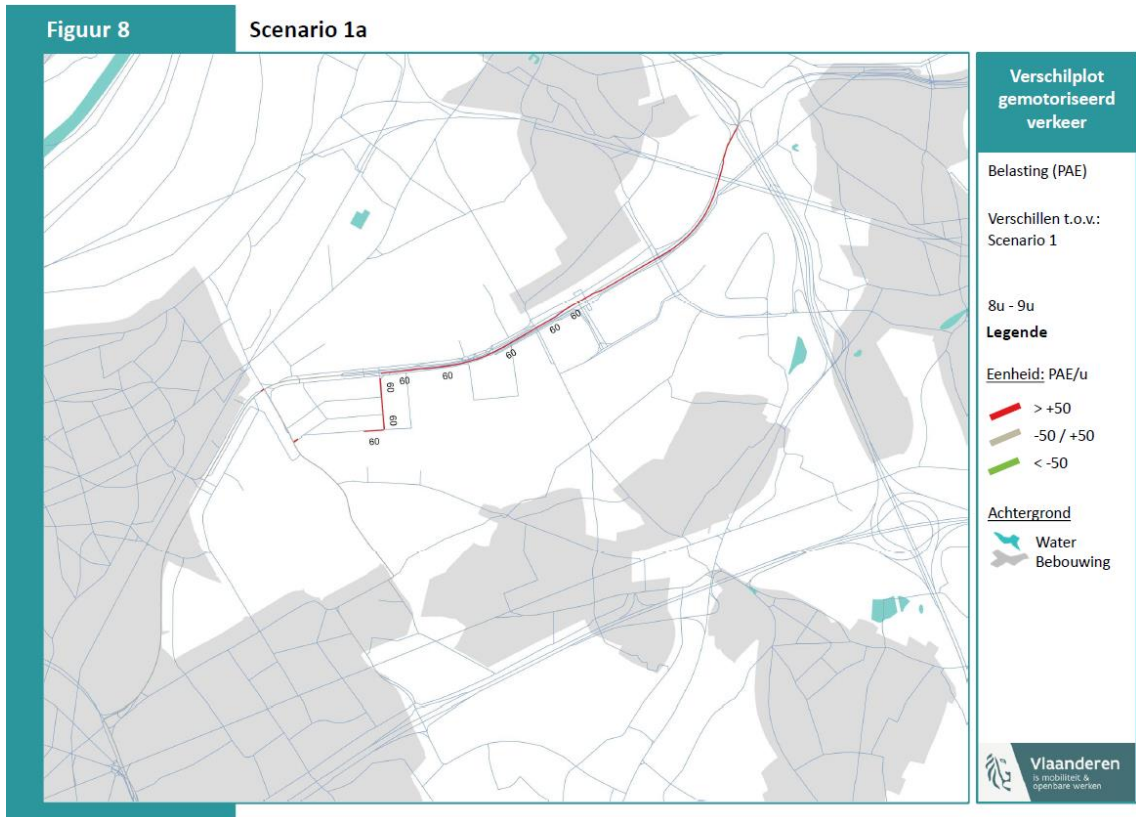 Figuur 8
Scenario 1a
60
60
60
60
60
60
60
60
Verschilplot
gemotoriseerd
verkeer
Belasting (PAE)
Verschillen t.o.v.:
Scenario 1
8u - 9u
Legende
Eenheid: PAE/u
> +50
-50 / +50
< -50
Achtergrond
Water
Bebouwing
Vlaanderen
is mobiliteit &
openbare werken